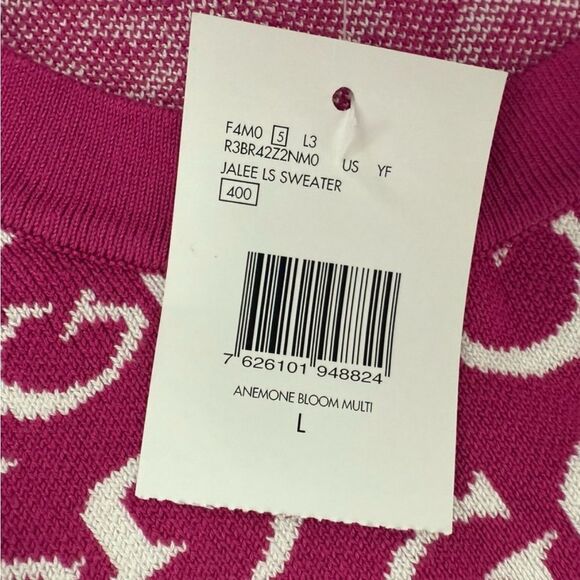 F4M0 5 L3
R3BR42Z2NM0 US YF
JALEE LS SWEATER
400
7 626101 948824
ANEMONE BLOOM MULTI
L